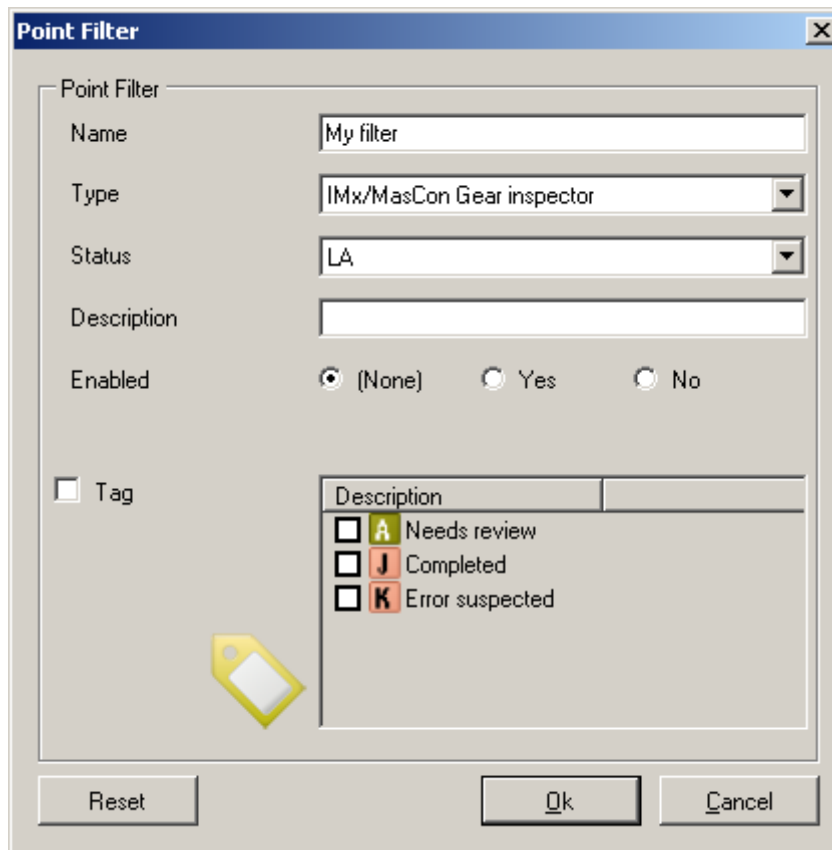 Point Filter
Point Filter
Name My filter
Type IMx/MasCon Gear inspector
Status LA
Description
Enabled (None) Yes No
Tag Description
A Needs review
J Completed
K Error suspected
Reset Ok Cancel